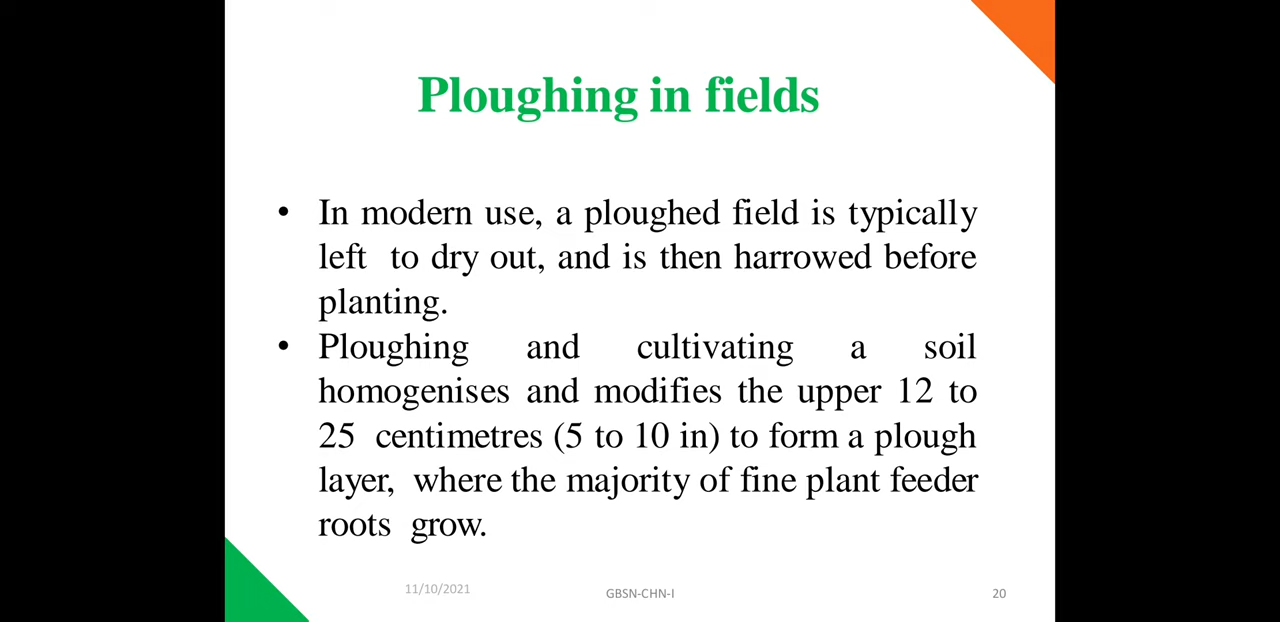 Ploughing in fields
• In modern use, a ploughed field is typically
left to dry out, and is then harrowed before
planting.
• Ploughing and cultivating a soil
homogenises and modifies the upper 12 to
25 centimetres (5 to 10 in) to form a plough
layer, where the majority of fine plant feeder
roots grow.
11/10/2021
GBSN-CHN-I
20